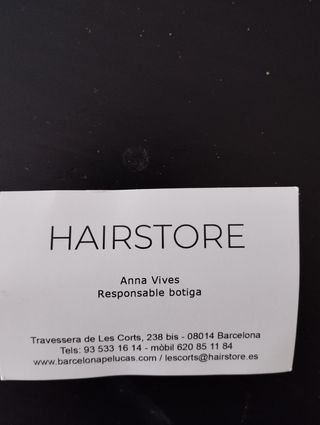 HAIRSTORE
Anna Vives
Responsable botiga
Travessera de Les Corts, 238 bis - 08014 Barcelona
Tels: 93 533 16 14 - mòbil 620 85 11 84
www.barcelonapelucas.com / lescorts@hairstore.es